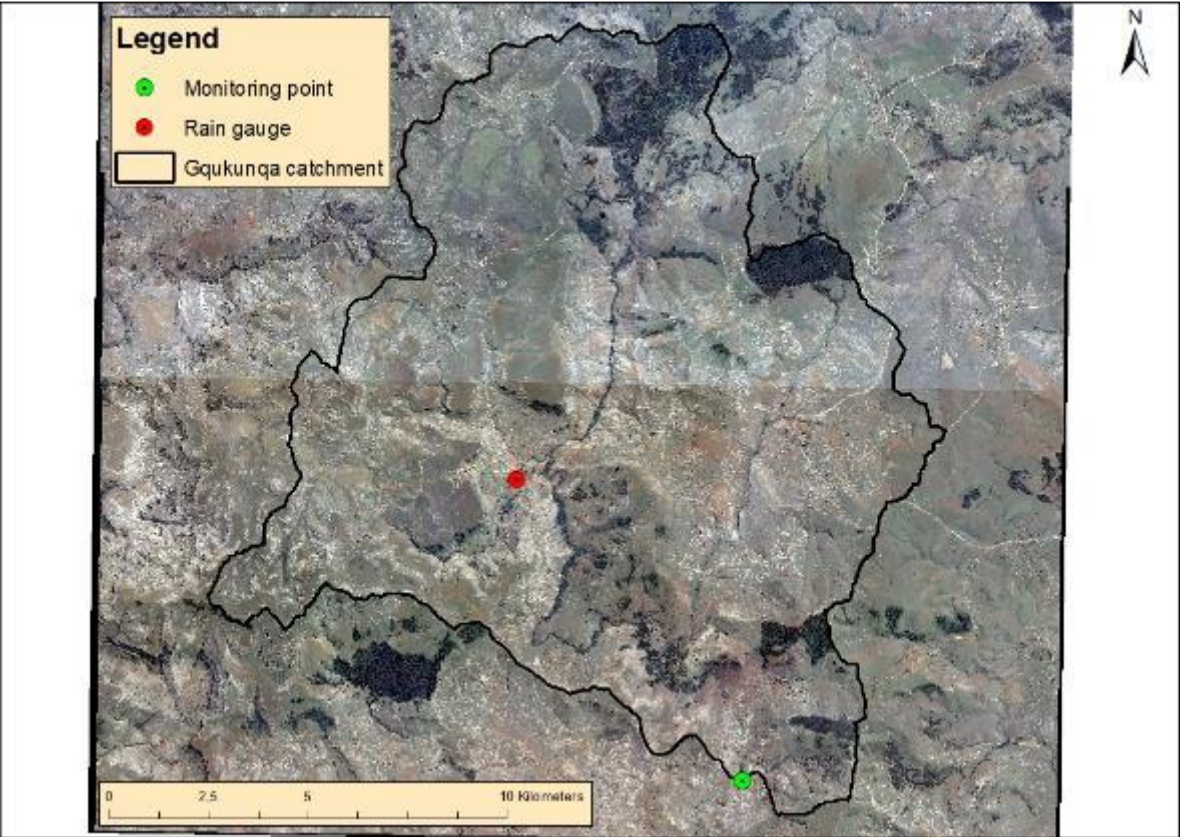 Legend
Monitoring point
Rain gauge
Gqukunqa catchment
N
0 2,5 5 10 Kilometers